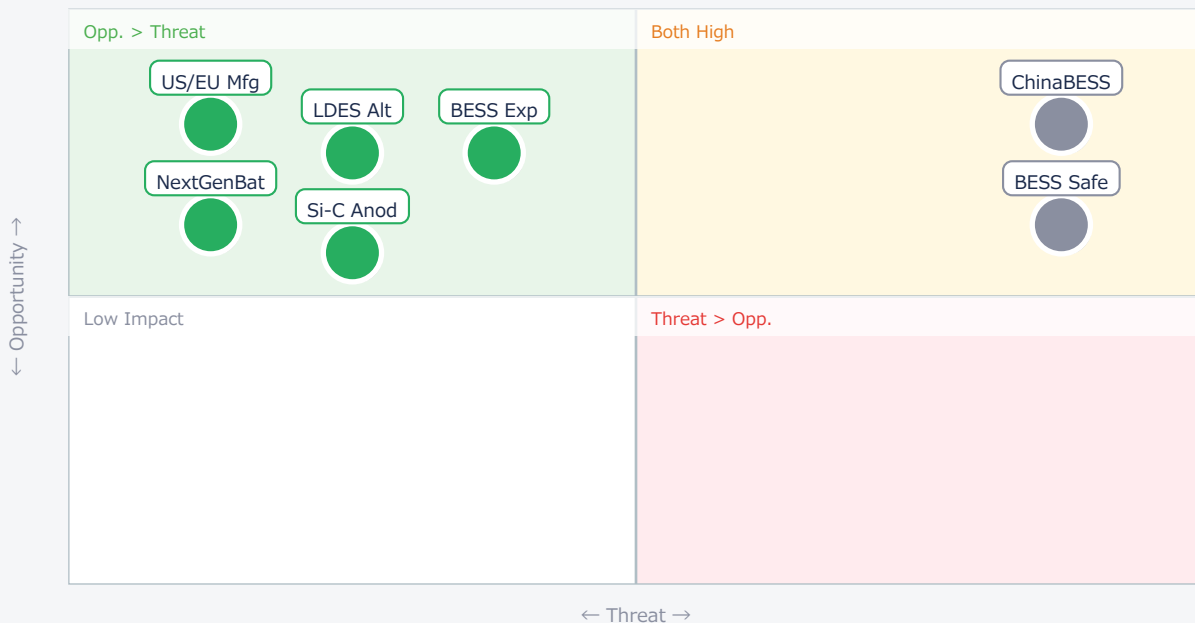 Opp. > Threat
Both High
US/EU Mfg
LDES Alt
BESS Exp
ChinaBESS
NextGenBat
Si-C Anod
BESS Safe
← Opportunity →
Low Impact
Threat > Opp.
← Threat →